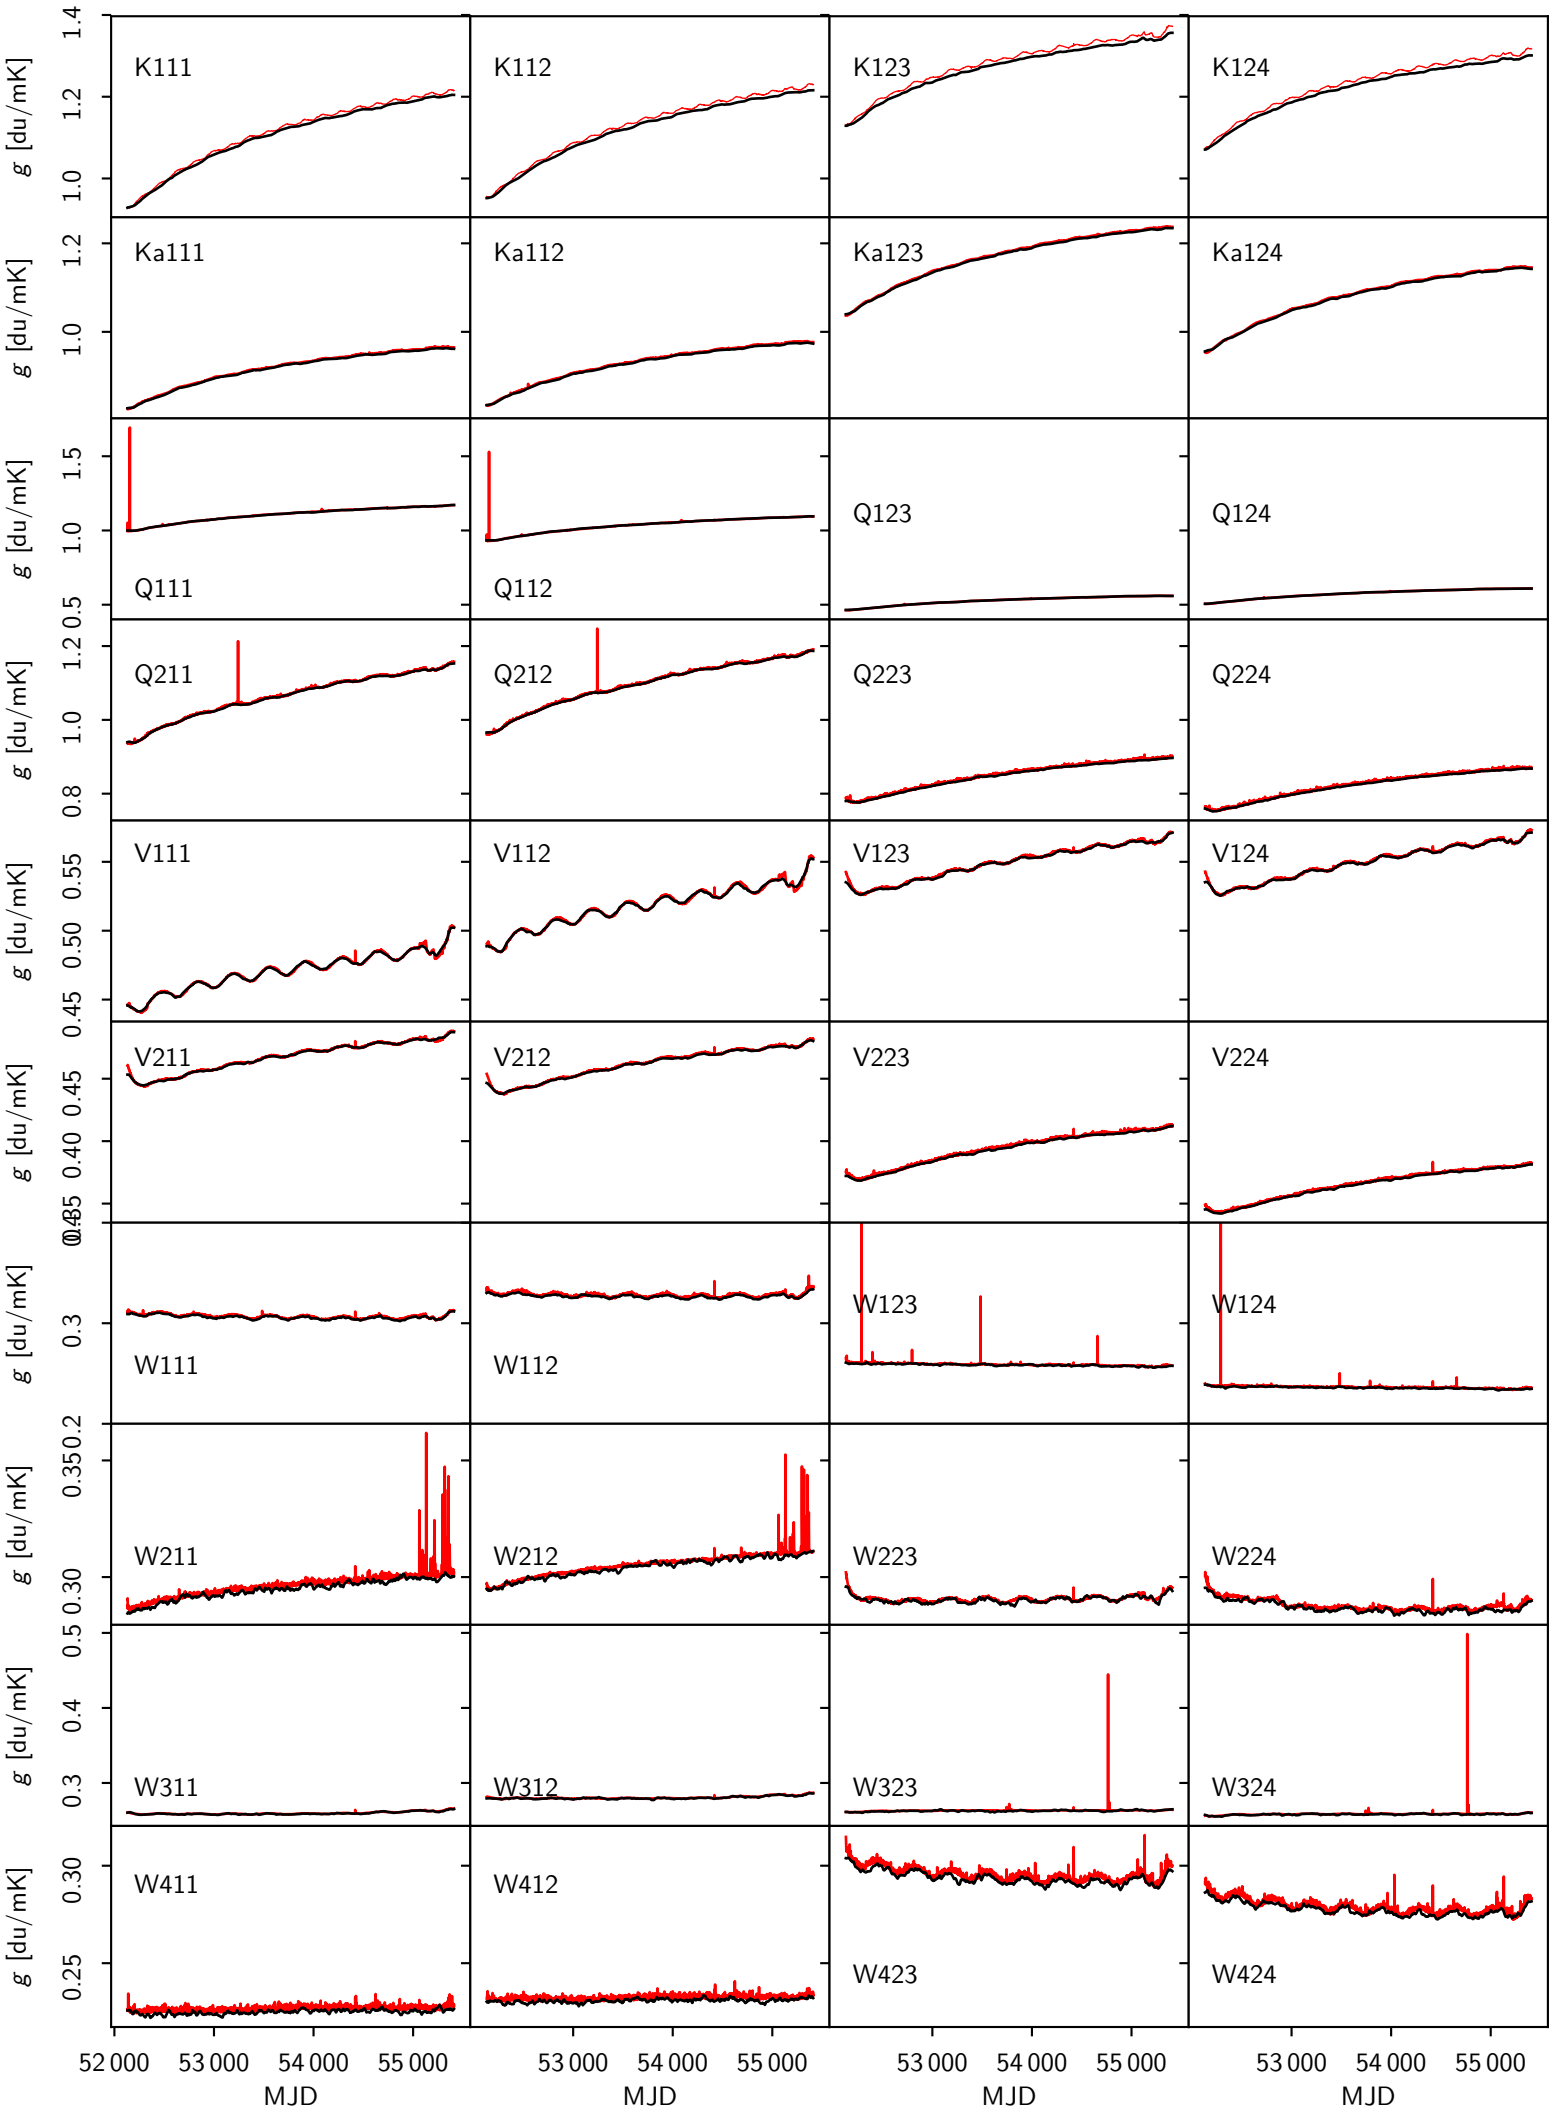 1.4
K111 K112 K123 K124
1.2
g [du/mK]
1.0
Ka111 Ka112 Ka123 Ka124
1.2
g [du/mK]
1.0
1.5
Q123 Q124
1.0
g [du/mK]
Q111 Q112
0.5
1.2
Q211 Q212 Q223 Q224
1.0
g [du/mK]
0.8
V111 V112 V123 V124
0.55
0.50
g [du/mK]
0.45
V211 V212 V223 V224
0.45
0.40
g [du/mK]
0.35
0.4
W123 W124
0.3
g [du/mK]
W111 W112
0.2
0.35
W211 W212 W223 W224
0.30
g [du/mK]
0.5
0.4
g [du/mK]
0.3
W311 W312 W323 W324
0.30
W411 W412
g [du/mK]
0.25
W423 W424
52 000 53 000 54 000 55 000 53 000 54 000 55 000 53 000 54 000 55 000 53 000 54 000 55 000
MJD MJD MJD MJD